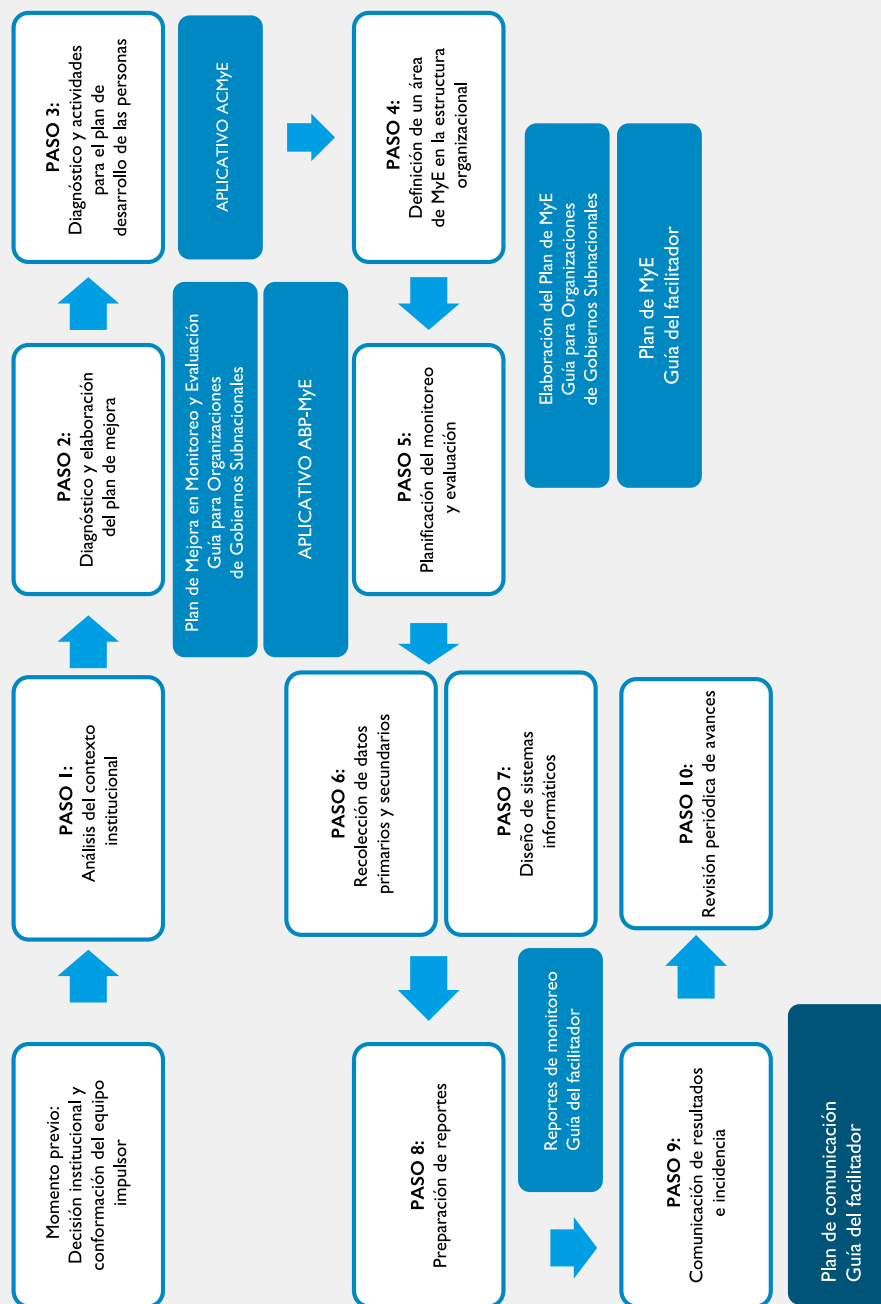 Momento previo:
Decisión institucional y
conformación del equipo
impulsor
PASO 1:
Análisis del contexto
institucional
PASO 2:
Diagnóstico y elaboración
del plan de mejora
Plan de Mejora en Monitoreo y Evaluación
Guía para Organizaciones
de Gobiernos Subnacionales
APLICATIVO ABP-MyE
PASO 3:
Diagnóstico y actividades
para el plan de
desarrollo de las personas
APLICATIVO ACMyE
PASO 4:
Definición de un área
de MyE en la estructura
organizacional
PASO 5:
Planificación del monitoreo
y evaluación
Elaboración del Plan de MyE
Guía para Organizaciones
de Gobiernos Subnacionales
Plan de MyE
Guía del facilitador
PASO 6:
Recolección de datos
primarios y secundarios
PASO 7:
Diseño de sistemas
informáticos
PASO 8:
Preparación de reportes
Reportes de monitoreo
Guía del facilitador
PASO 9:
Comunicación de resultados
e incidencia
Plan de comunicación
Guía del facilitador
PASO 10:
Revisión periódica de avances